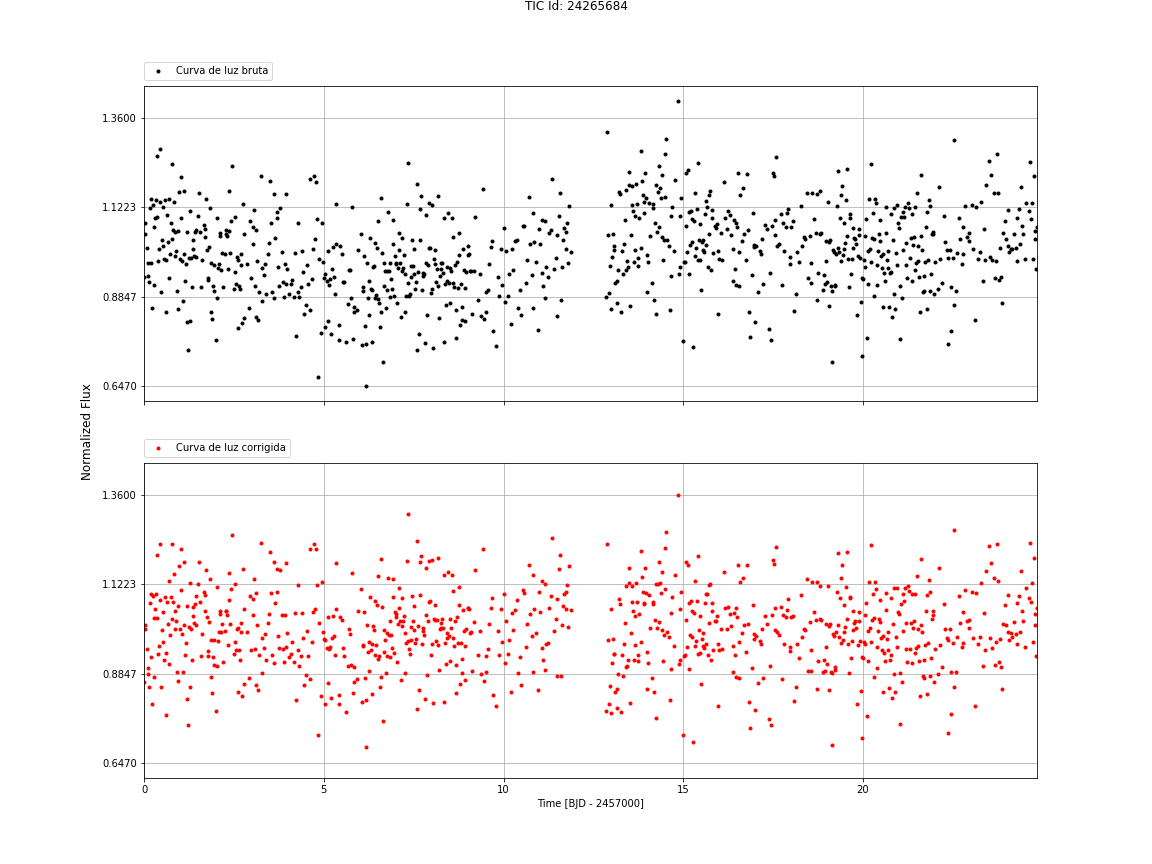 TIC Id: 24265684
Curva de luz bruta
1.3600
1.1223
0.8847
0.6470
Normalized Flux
Curva de luz corrigida
1.3600
1.1223
0.8847
0.6470
0 5 10 15 20
Time [BJD - 2457000]